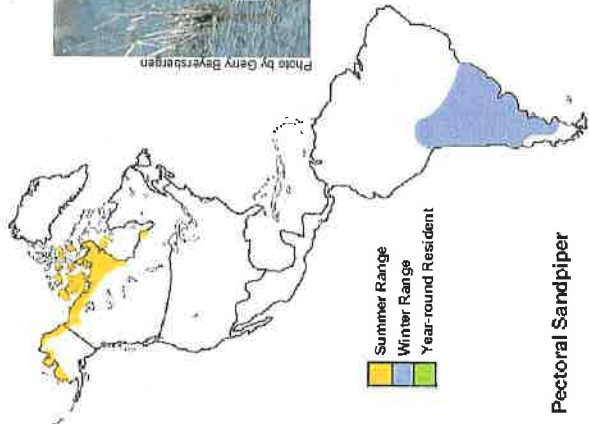 Photo by Gerry Beyersbergen
Summer Range
Winter Range
Year-round Resident
Pectoral Sandpiper